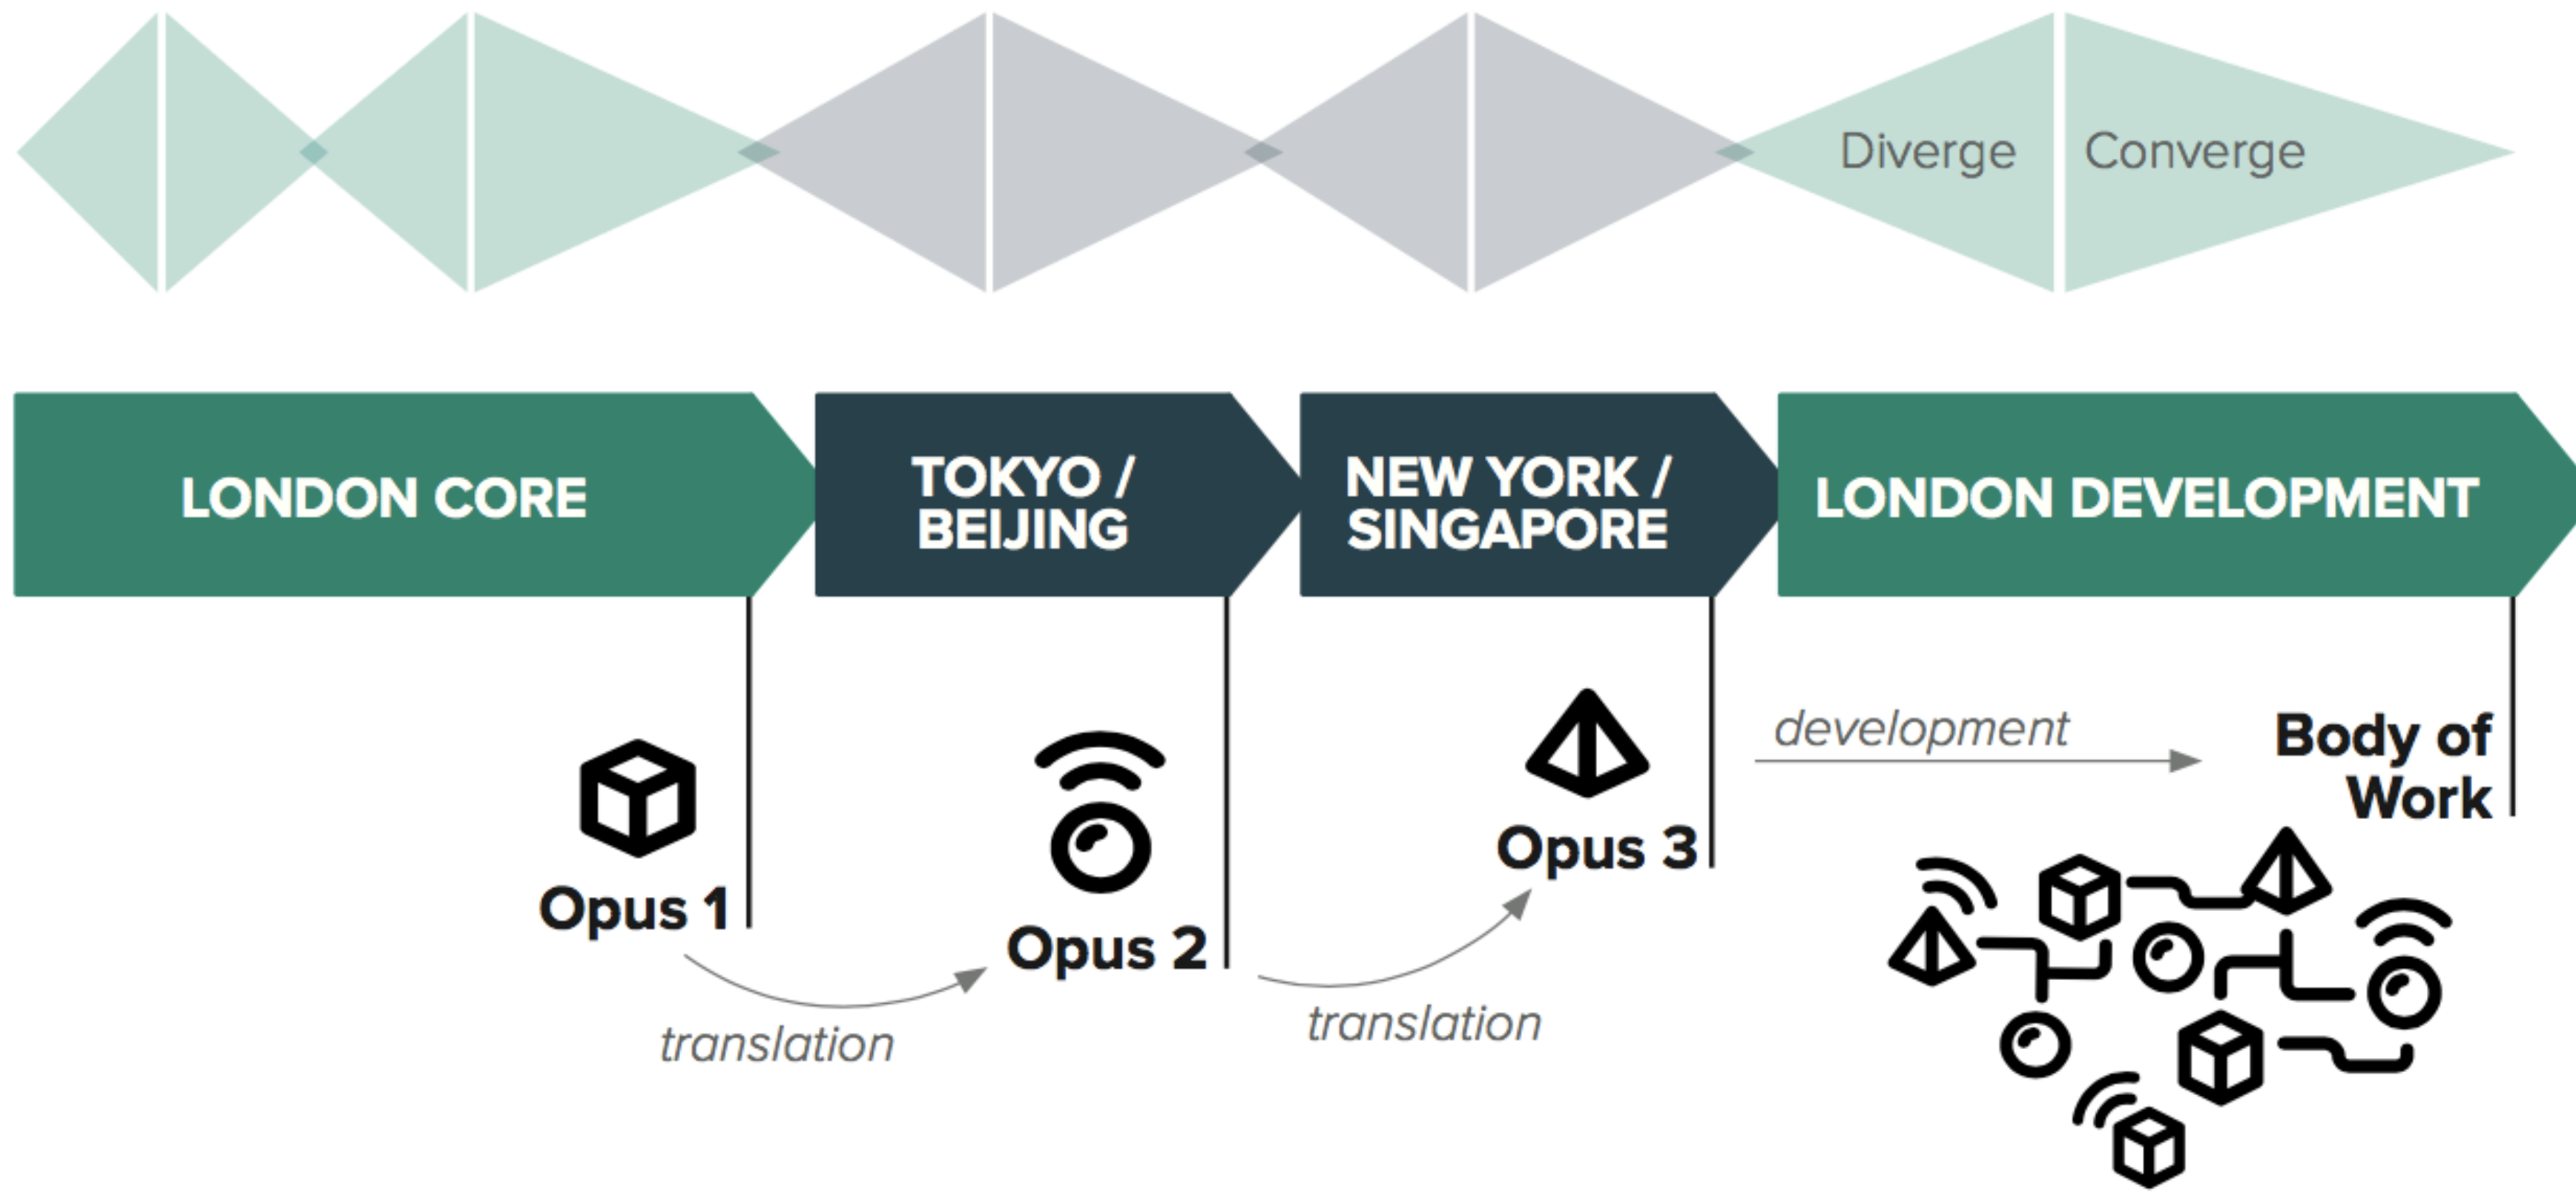 Diverge
Converge
LONDON CORE
TOKYO /
BEIJING
NEW YORK /
SINGAPORE
LONDON DEVELOPMENT
Opus 1
translation
Opus 2
translation
Opus 3
development
Body of
Work